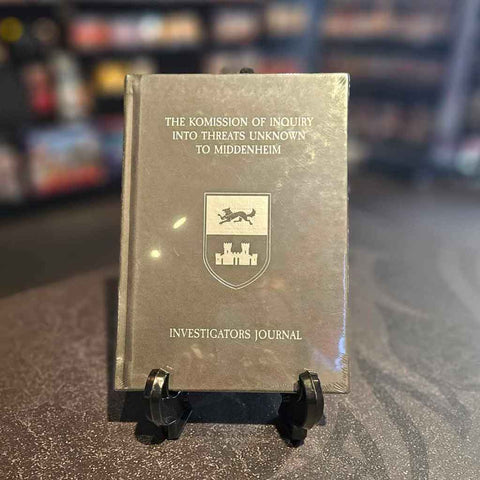 THE KOMISSION OF INQUIRY
INTO THREATS UNKNOWN
TO MIDDENHEIM
INVESTIGATORS JOURNAL